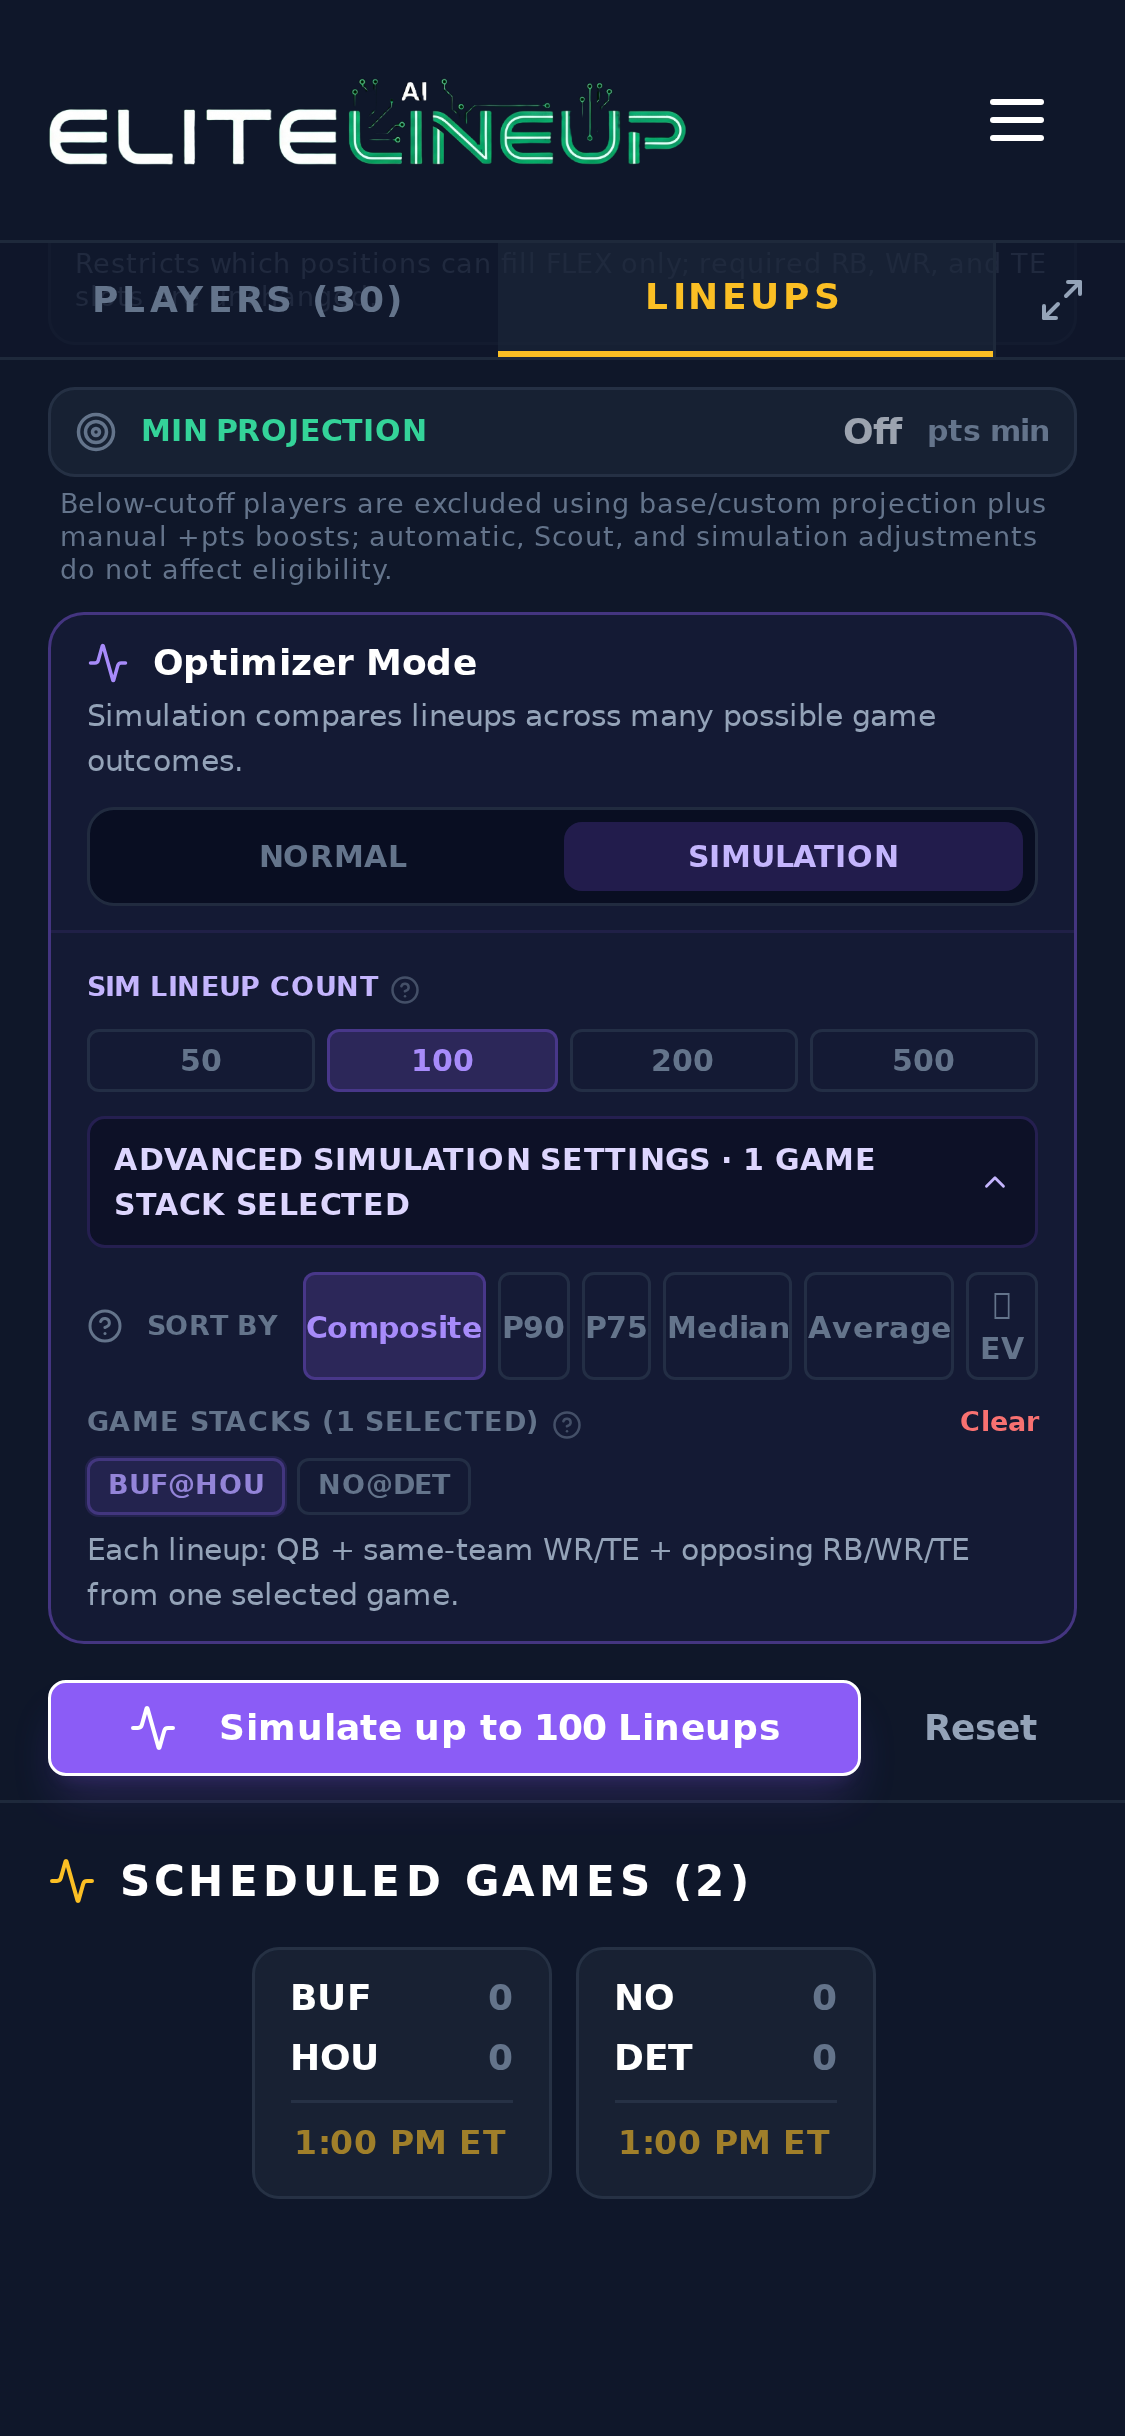 AI
ELITELINEUP
Restricts which positions can fill FLEX only; required RB, WR, and TE
PLAYERS (30)
LINEUPS
MIN PROJECTION
Off pts min
Below-cutoff players are excluded using base/custom projection plus
manual +pts boosts; automatic, Scout, and simulation adjustments
do not affect eligibility.
Optimizer Mode
Simulation compares lineups across many possible game
outcomes.
NORMAL
SIMULATION
SIM LINEUP COUNT
50
100
200
500
ADVANCED SIMULATION SETTINGS · 1 GAME
STACK SELECTED
SORT BY
Composite
P90
P75
Median
Average
EV
GAME STACKS (1 SELECTED)
Clear
BUF@HOU
NO@DET
Each lineup: QB + same-team WR/TE + opposing RB/WR/TE
from one selected game.
Simulate up to 100 Lineups
Reset
SCHEDULED GAMES (2)
BUF 0
HOU 0
1:00 PM ET
NO 0
DET 0
1:00 PM ET